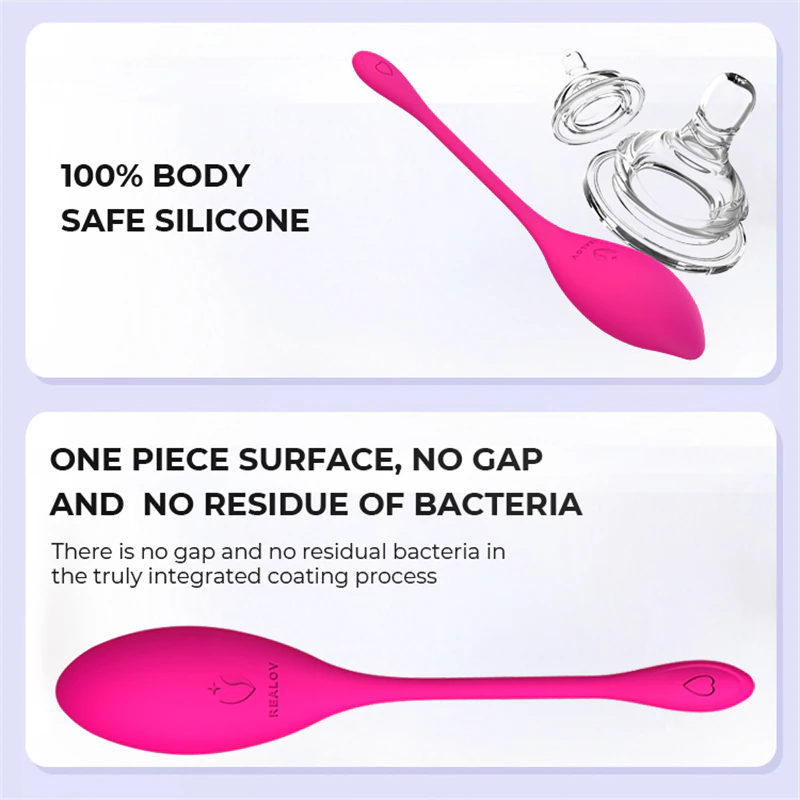 100% BODY
SAFE SILICONE
REALOV
ONE PIECE SURFACE, NO GAP
AND  NO RESIDUE OF BACTERIA
There is no gap and no residual bacteria in
the truly integrated coating process
REALOV